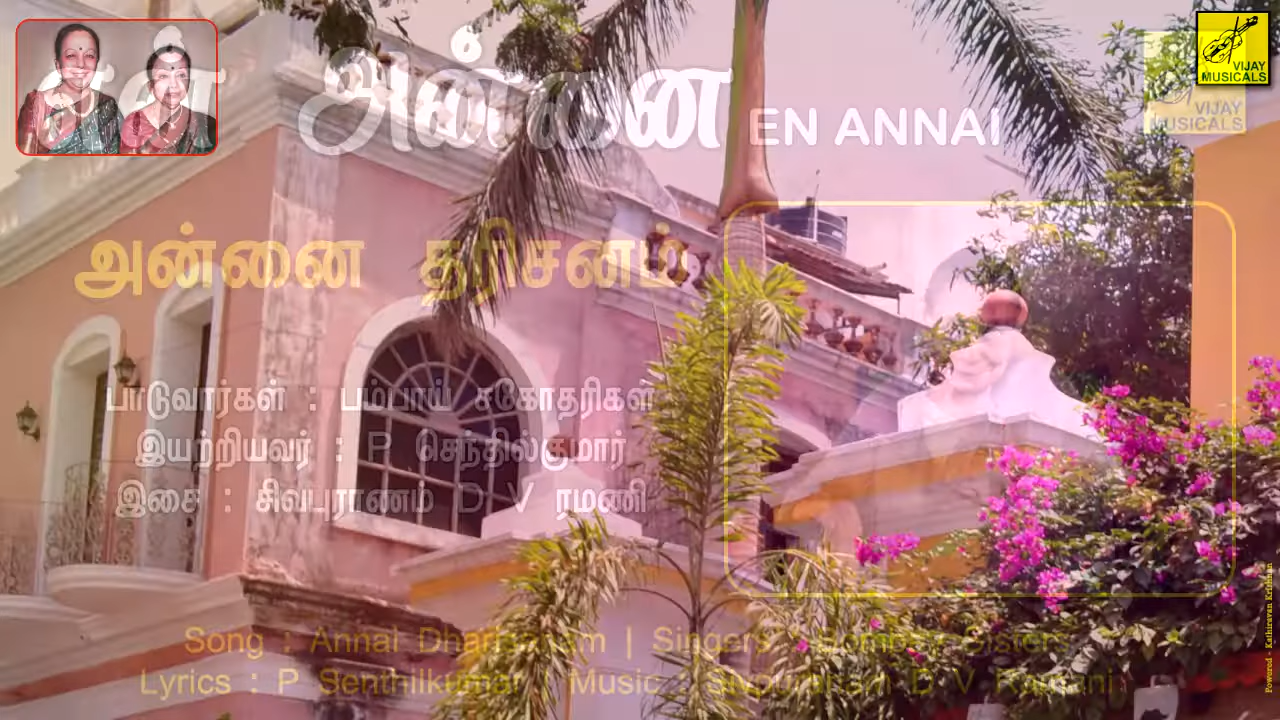 என் அன்னை EN ANNAI
VIJAY
MUSICALS
VIJAY
MUSICALS
அன்னை தரிசனம்
பாடுவார்கள் : பம்பாய் சகோதரிகள்
இயற்றியவர் : P செந்தில்குமார்
இசை : சிவபுராணம் D V ரமணி
Song : Annai Dharisanam | Singers : Bombay Sisters
Lyrics : P Senthilkumar | Music : Sivapuranam D V Ramani
Powered - Kathiravan Krishnan